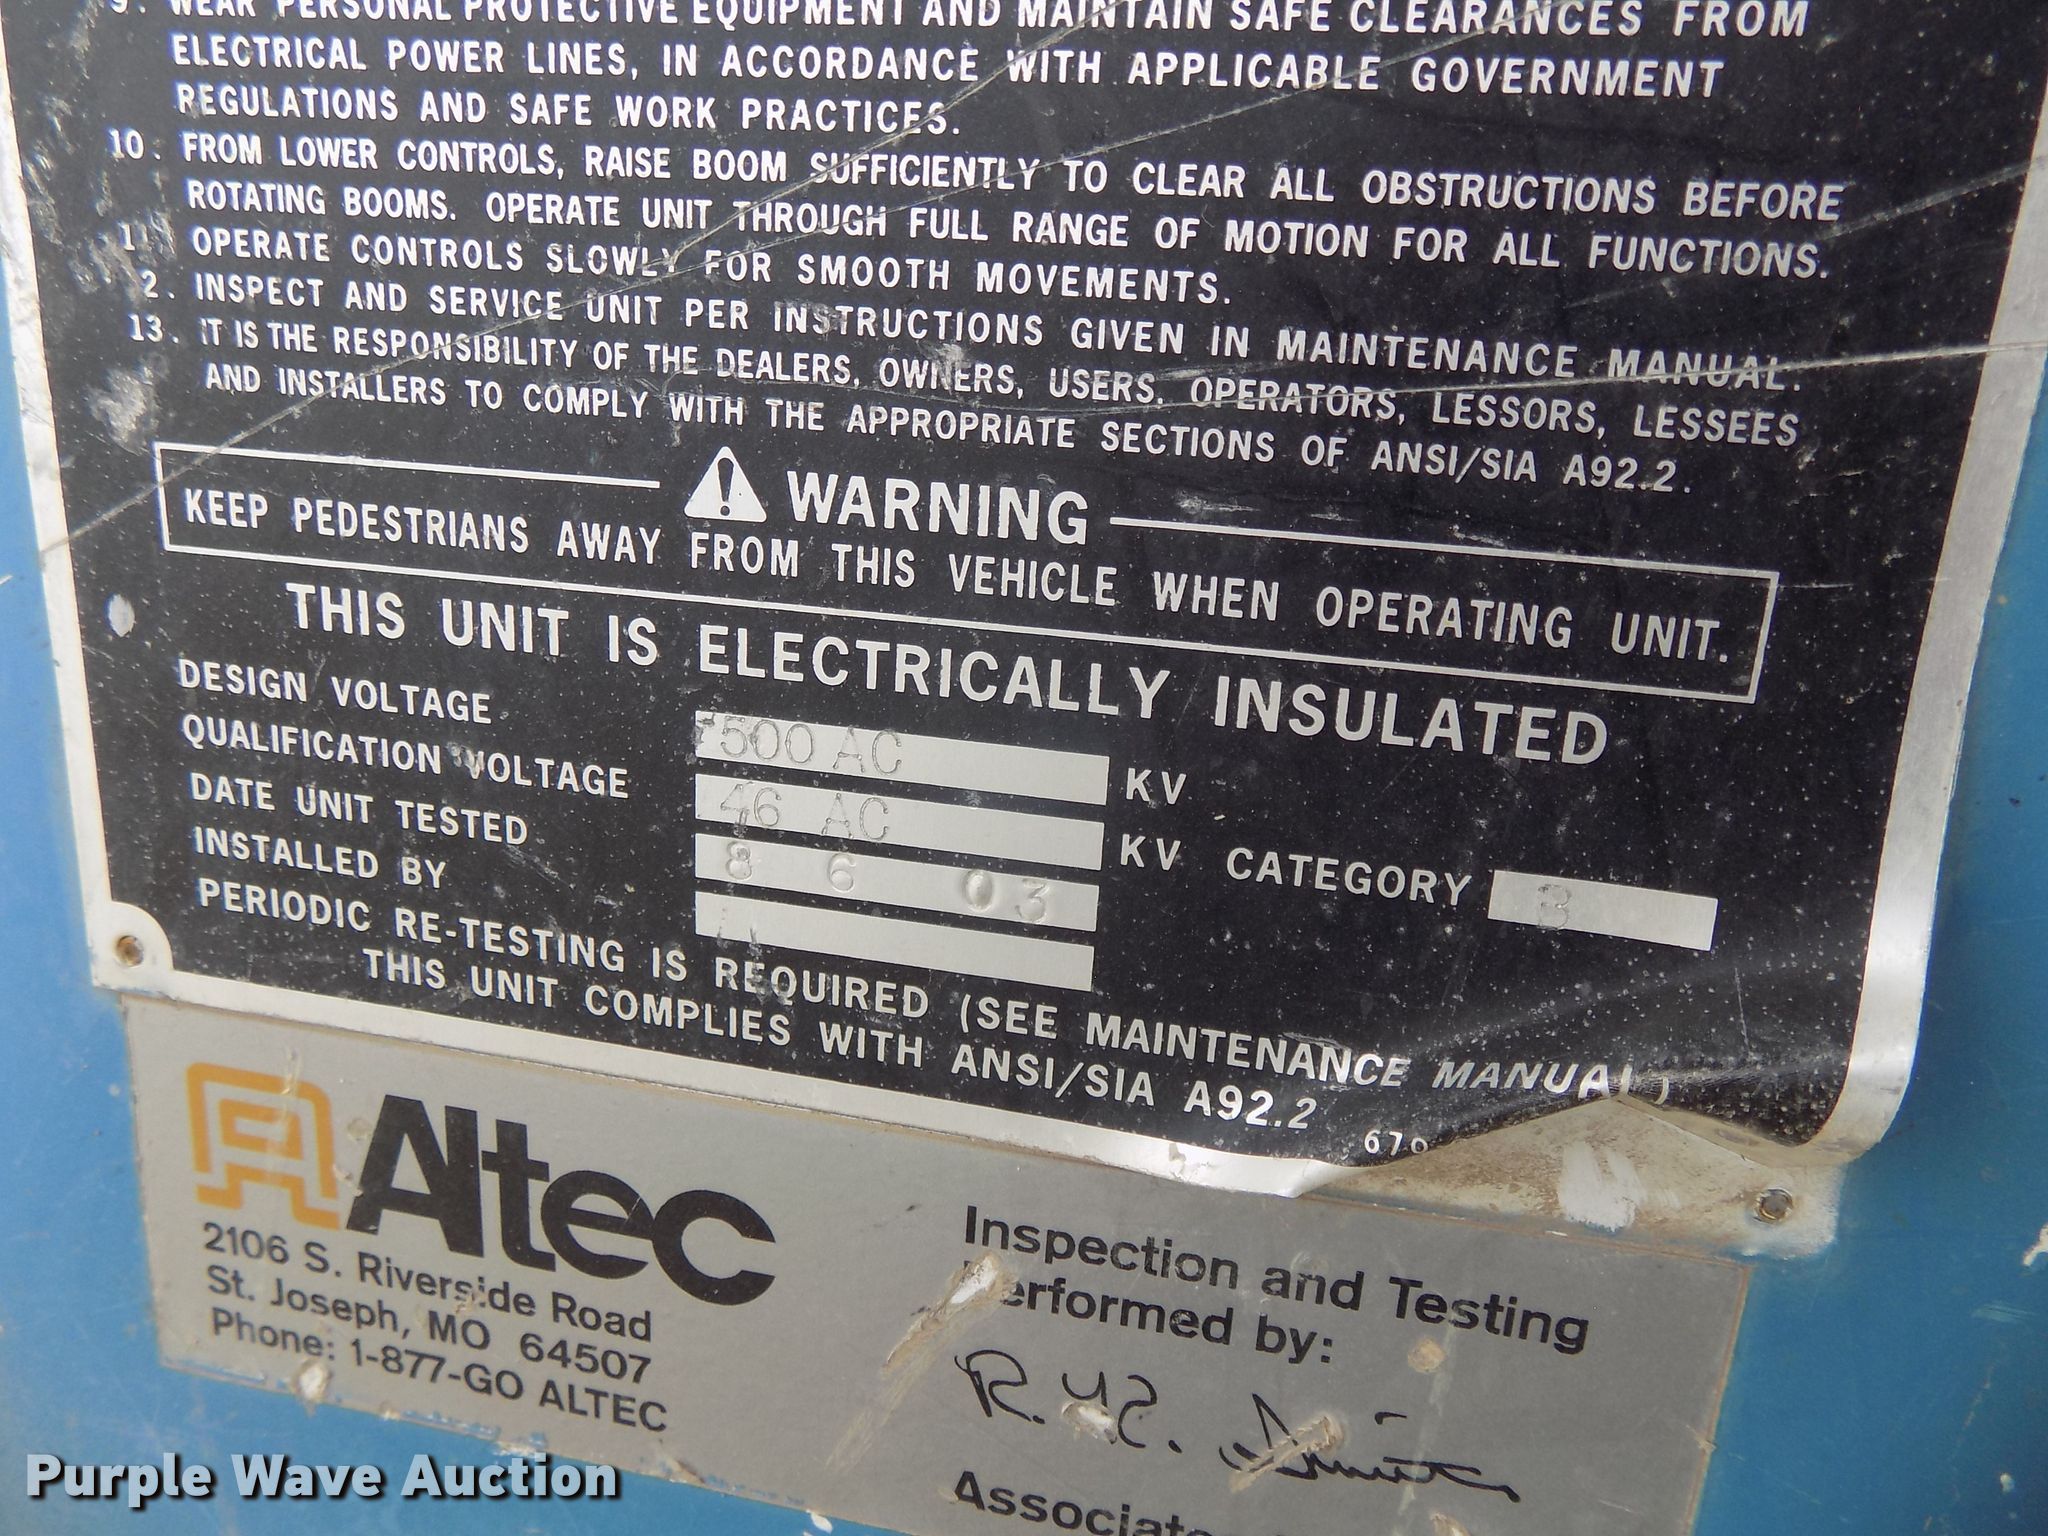 9. WEAR PERSONAL PROTECTIVE EQUIPMENT AND MAINTAIN SAFE CLEARANCES FROM
ELECTRICAL POWER LINES, IN ACCORDANCE WITH APPLICABLE GOVERNMENT
REGULATIONS AND SAFE WORK PRACTICES.
10. FROM LOWER CONTROLS, RAISE BOOM SUFFICIENTLY TO CLEAR ALL OBSTRUCTIONS BEFORE
ROTATING BOOMS. OPERATE UNIT THROUGH FULL RANGE OF MOTION FOR ALL FUNCTIONS.
11. OPERATE CONTROLS SLOWLY FOR SMOOTH MOVEMENTS.
2. INSPECT AND SERVICE UNIT PER INSTRUCTIONS GIVEN IN MAINTENANCE MANUAL.
13. IT IS THE RESPONSIBILITY OF THE DEALERS, OWNERS, USERS, OPERATORS, LESSORS, LESSEES
AND INSTALLERS TO COMPLY WITH THE APPROPRIATE SECTIONS OF ANSI/SIA A92.2.
WARNING
KEEP PEDESTRIANS AWAY FROM THIS VEHICLE WHEN OPERATING UNIT.
THIS UNIT IS ELECTRICALLY INSULATED
DESIGN VOLTAGE 500 AC KV
QUALIFICATION VOLTAGE 46 AC KV CATEGORY B
DATE UNIT TESTED 8 6 03
INSTALLED BY
PERIODIC RE-TESTING IS REQUIRED (SEE MAINTENANCE MANUAL)
THIS UNIT COMPLIES WITH ANSI/SIA A92.2
Altec
2106 S. Riverside Road
St. Joseph, MO 64507
Phone: 1-877-GO ALTEC
Inspection and Testing
Performed by:
Purple Wave Auction